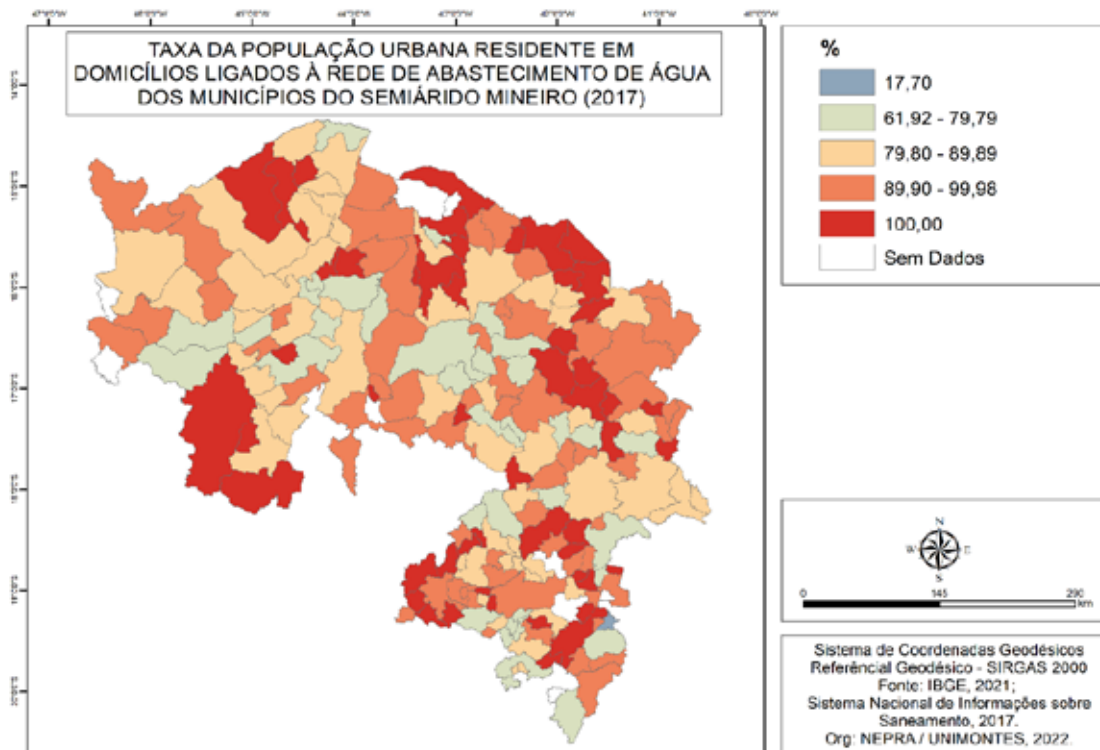 TAXA DA POPULAÇÃO URBANA RESIDENTE EM
DOMICÍLIOS LIGADOS À REDE DE ABASTECIMENTO DE ÁGUA
DOS MUNICÍPIOS DO SEMIÁRIDO MINEIRO (2017)
%
17,70
61,92 - 79,79
79,80 - 89,89
89,90 - 99,98
100,00
Sem Dados
N
W
E
S
0
145
290
km
Sistema de Coordenadas Geodésicos
Referêncial Geodésico - SIRGAS 2000
Fonte: IBGE, 2021;
Sistema Nacional de Informações sobre
Saneamento, 2017.
Org: NEPRA / UNIMONTES, 2022.